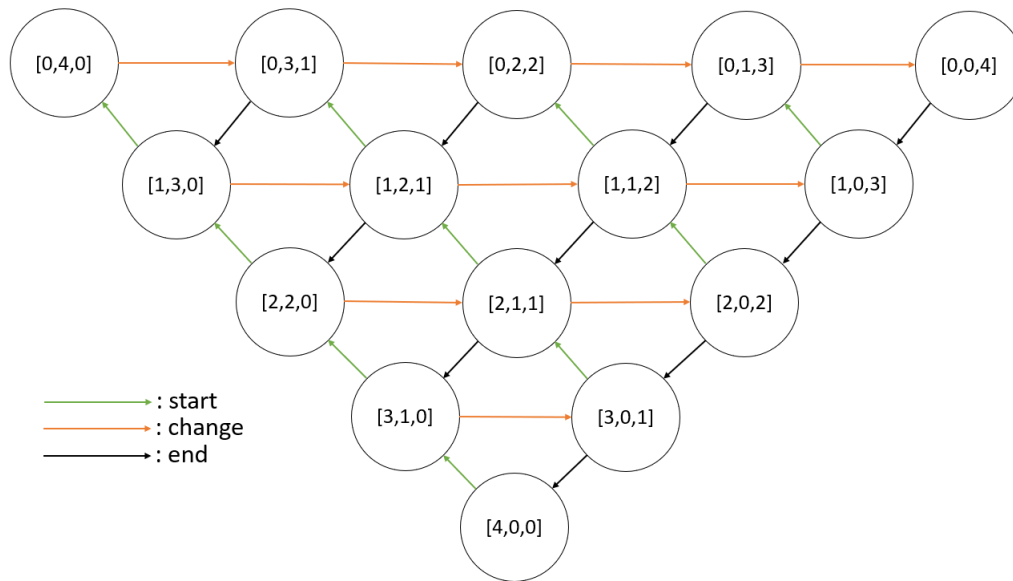 [0,4,0] [0,3,1] [0,2,2] [0,1,3] [0,0,4]
[1,3,0] [1,2,1] [1,1,2] [1,0,3]
[2,2,0] [2,1,1] [2,0,2]
[3,1,0] [3,0,1]
[4,0,0]
: start
: change
: end